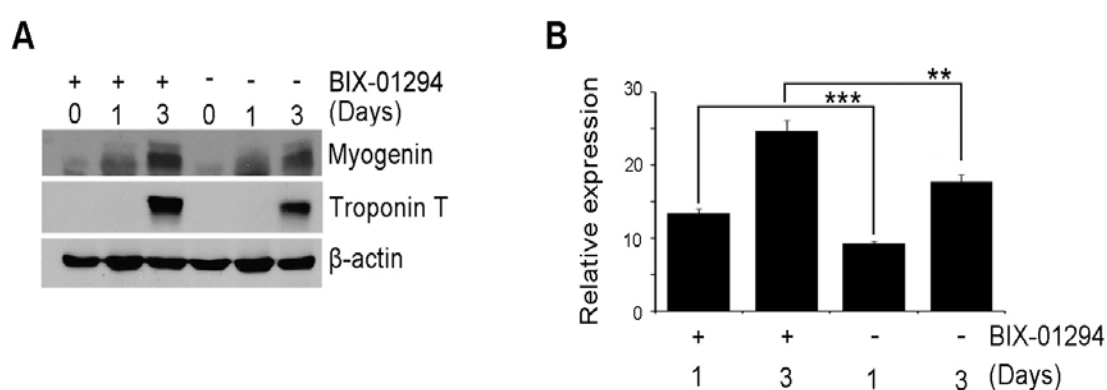 A
+ + + - - - BIX-01294
0 1 3 0 1 3 (Days)
Myogenin
Troponin T
β-actin
B
Relative expression
30
20
10
0
***
**
+ + - - BIX-01294
1 3 1 3 (Days)